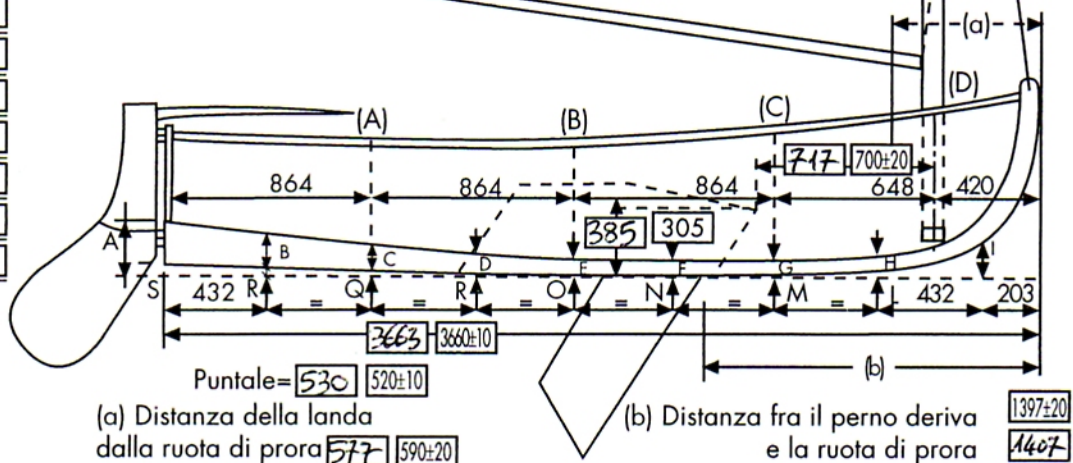 (a)
(A) (B) (C) (D)
717 700±20
864 864 864 648 420
385 305
A B C D E F G H I
S R Q R O N M L
432 = = = = = = 432 203
3663 3660±10
Puntale= 530 520±10
(b)
(a) Distanza della landa
dalla ruota di prora 577 590±20
(b) Distanza fra il perno deriva 1397±20
e la ruota di prora 1407